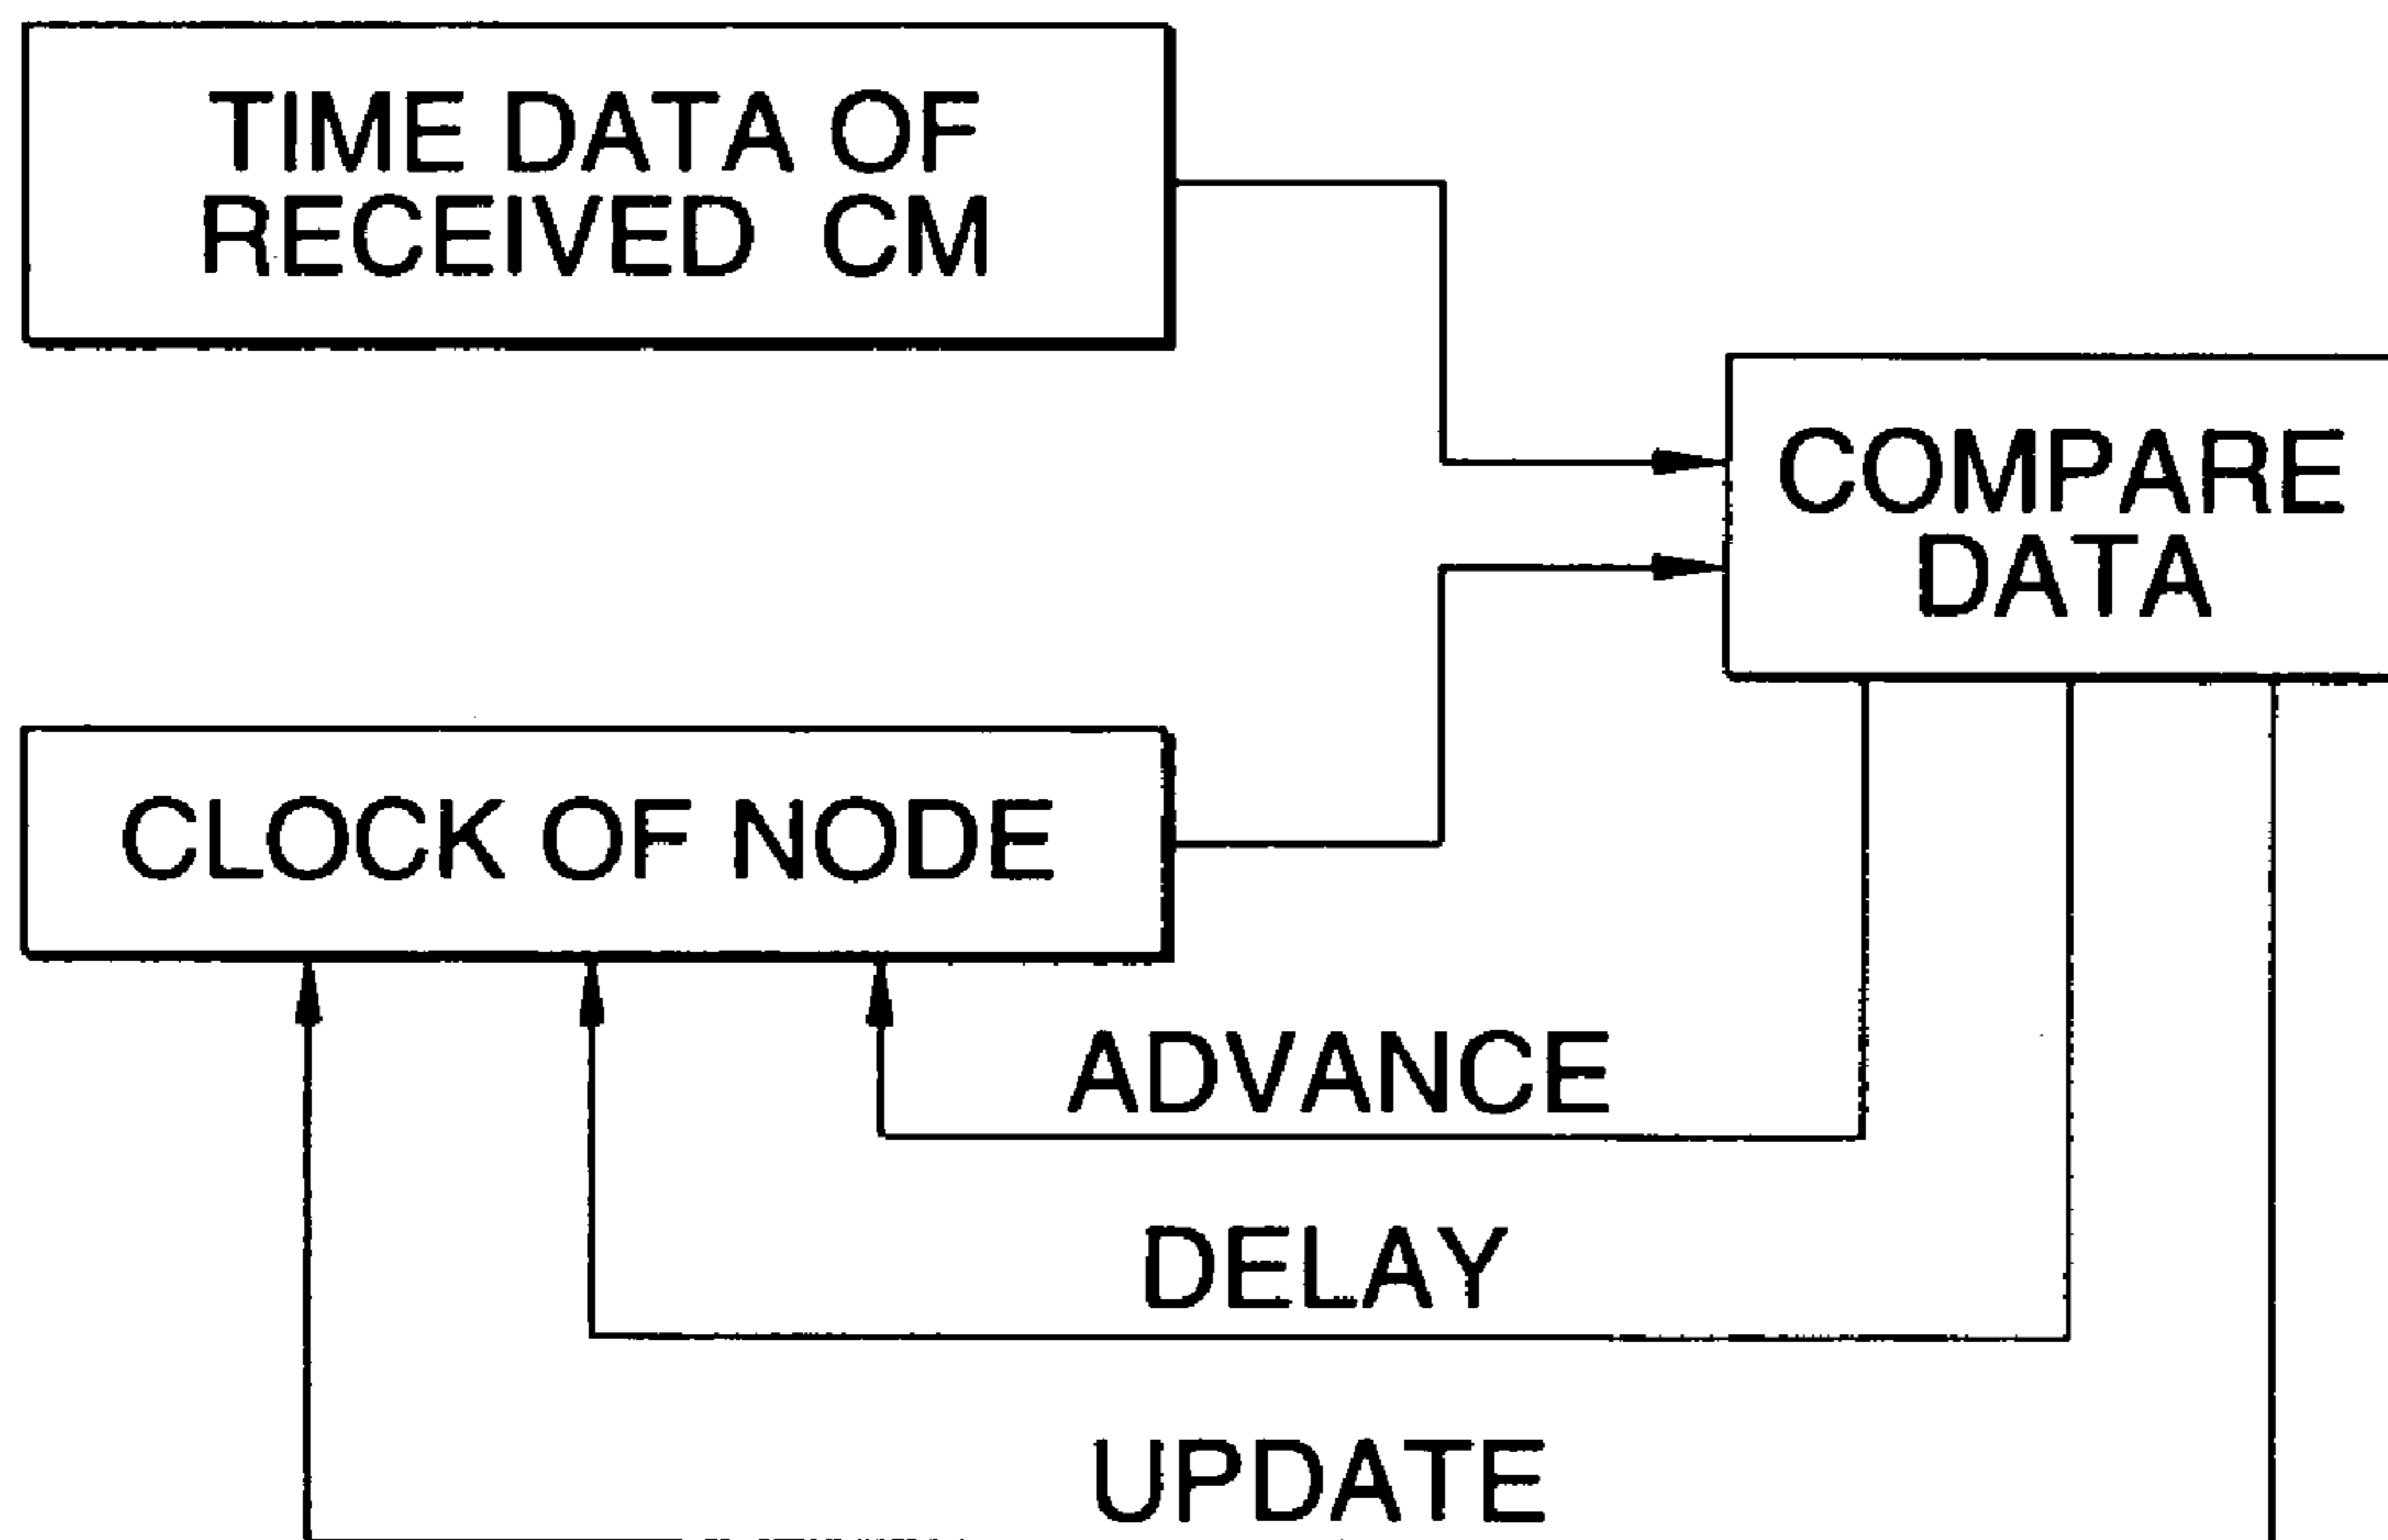 TIME DATA OF
RECEIVED CM
COMPARE
DATA
CLOCK OF NODE
ADVANCE
DELAY
UPDATE